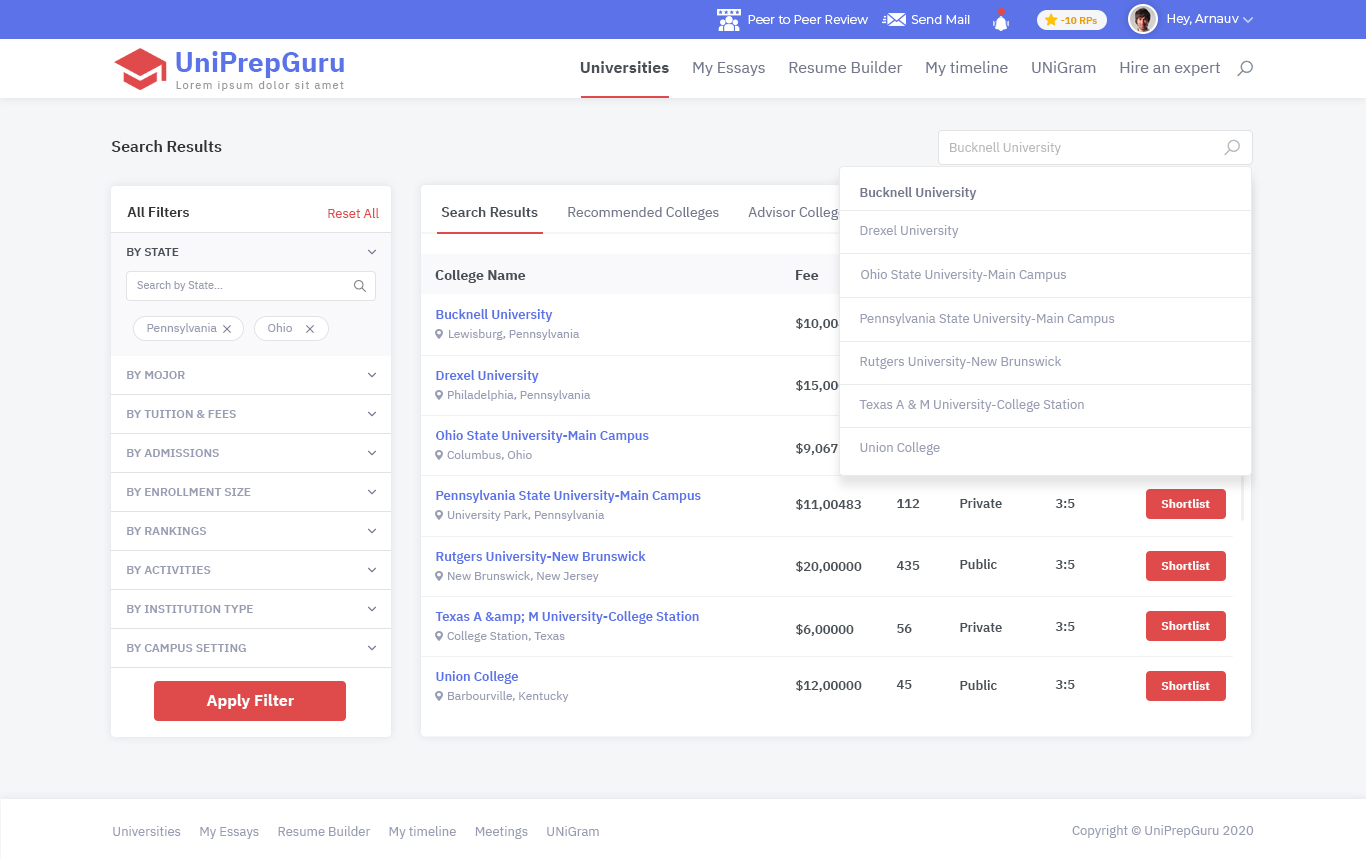 Peer to Peer Review Send Mail -10 RPs Hey, Arnauv
UniPrepGuru
Lorem ipsum dolor sit amet
Universities My Essays Resume Builder My timeline UNiGram Hire an expert
Search Results
Bucknell University
All Filters
Reset All
BY STATE
Search by State...
Pennsylvania Ohio
BY MOJOR
BY TUITION & FEES
BY ADMISSIONS
BY ENROLLMENT SIZE
BY RANKINGS
BY ACTIVITIES
BY INSTITUTION TYPE
BY CAMPUS SETTING
Apply Filter
Search Results Recommended Colleges Advisor
College Name Fee
Bucknell University
Lewisburg, Pennsylvania
Drexel University
Philadelphia, Pennsylvania
Ohio State University-Main Campus
Columbus, Ohio
$9,067
Pennsylvania State University-Main Campus
University Park, Pennsylvania
$11,00483 112 Private 3:5 Shortlist
Rutgers University-New Brunswick
New Brunswick, New Jersey
$20,00000 435 Public 3:5 Shortlist
Texas A &amp; M University-College Station
College Station, Texas
$6,00000 56 Private 3:5 Shortlist
Union College
Barbourville, Kentucky
$12,00000 45 Public 3:5 Shortlist
Bucknell University
Drexel University
Ohio State University-Main Campus
Pennsylvania State University-Main Campus
Rutgers University-New Brunswick
Texas A & M University-College Station
Union College
Universities My Essays Resume Builder My timeline Meetings UNiGram
Copyright © UniPrepGuru 2020